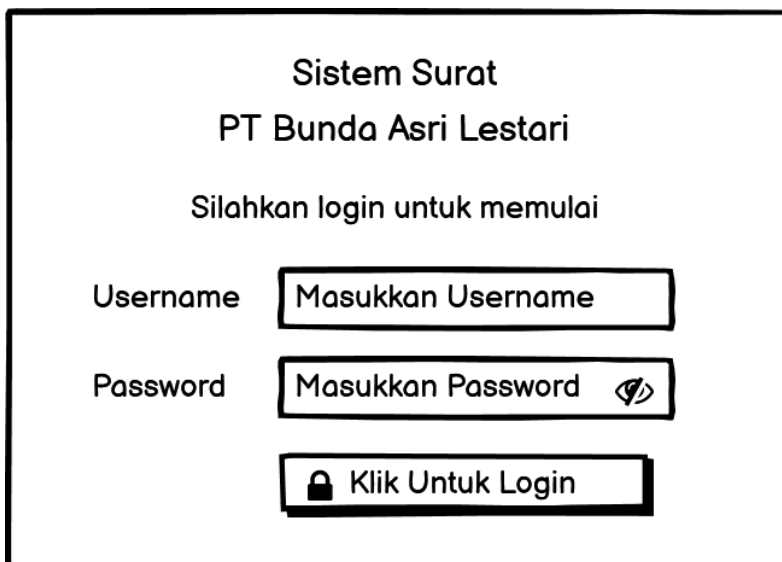 Sistem Surat
PT Bunda Asri Lestari
Silahkan login untuk memulai
Username Masukkan Username
Password Masukkan Password
Klik Untuk Login